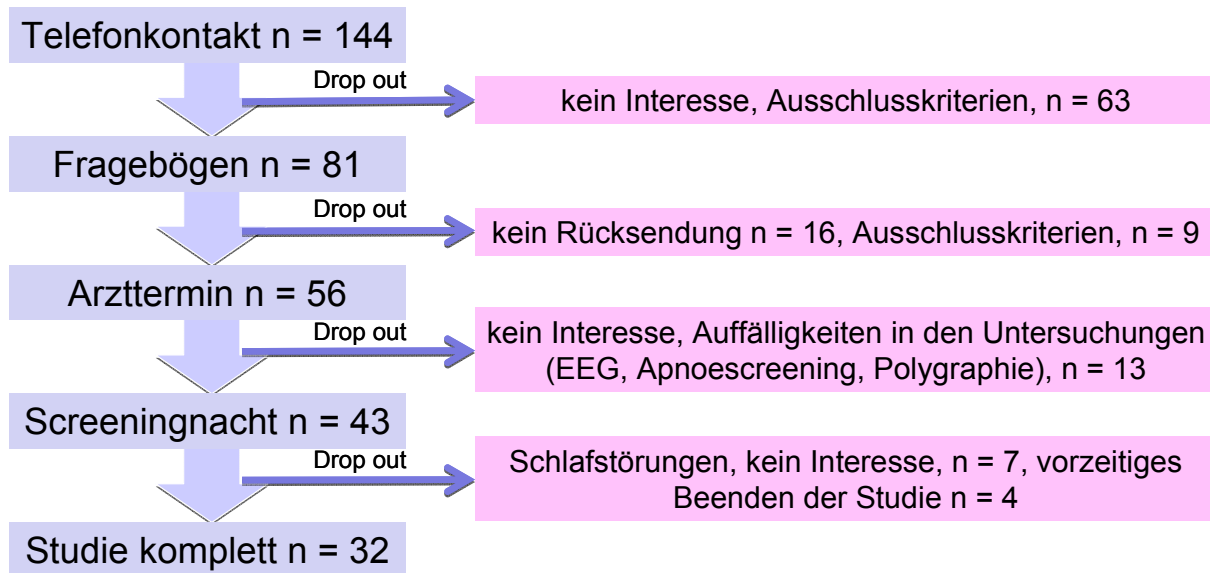 Telefonkontakt n = 144
Drop out
kein Interesse, Ausschlusskriterien, n = 63
Fragebögen n = 81
Drop out
kein Rücksendung n = 16, Ausschlusskriterien, n = 9
Arzttermin n = 56
Drop out
kein Interesse, Auffälligkeiten in den Untersuchungen
(EEG, Apnoescreening, Polygraphie), n = 13
Screeningnacht n = 43
Drop out
Schlafstörungen, kein Interesse, n = 7, vorzeitiges
Beenden der Studie n = 4
Studie komplett n = 32